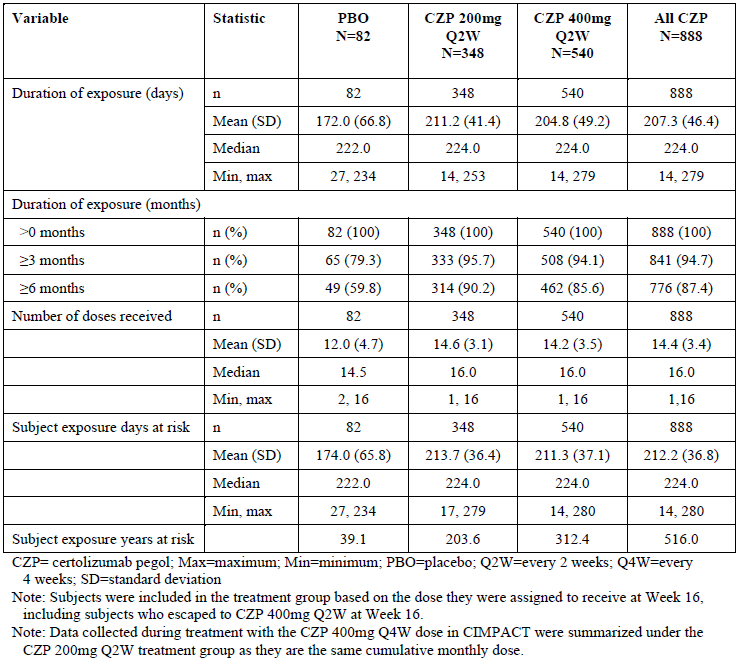 Variable Statistic PBO N=82 CZP 200mg Q2W N=348 CZP 400mg Q2W N=540 All CZP N=888
Duration of exposure (days) n 82 348 540 888
Mean (SD) 172.0 (66.8) 211.2 (41.4) 204.8 (49.2) 207.3 (46.4)
Median 222.0 224.0 224.0 224.0
Min, max 27, 234 14, 253 14, 279 14, 279
Duration of exposure (months)
>0 months n (%) 82 (100) 348 (100) 540 (100) 888 (100)
≥3 months n (%) 65 (79.3) 333 (95.7) 508 (94.1) 841 (94.7)
≥6 months n (%) 49 (59.8) 314 (90.2) 462 (85.6) 776 (87.4)
Number of doses received n 82 348 540 888
Mean (SD) 12.0 (4.7) 14.6 (3.1) 14.2 (3.5) 14.4 (3.4)
Median 14.5 16.0 16.0 16.0
Min, max 2, 16 1, 16 1, 16 1,16
Subject exposure days at risk n 82 348 540 888
Mean (SD) 174.0 (65.8) 213.7 (36.4) 211.3 (37.1) 212.2 (36.8)
Median 222.0 224.0 224.0 224.0
Min, max 27, 234 17, 279 14, 280 14, 280
Subject exposure years at risk 39.1 203.6 312.4 516.0
CZP= certolizumab pegol; Max=maximum; Min=minimum; PBO=placebo; Q2W=every 2 weeks; Q4W=every
4 weeks; SD=standard deviation
Note: Subjects were included in the treatment group based on the dose they were assigned to receive at Week 16,
including subjects who escaped to CZP 400mg Q2W at Week 16.
Note: Data collected during treatment with the CZP 400mg Q4W dose in CIMPACT were summarized under the
CZP 200mg Q2W treatment group as they are the same cumulative monthly dose.